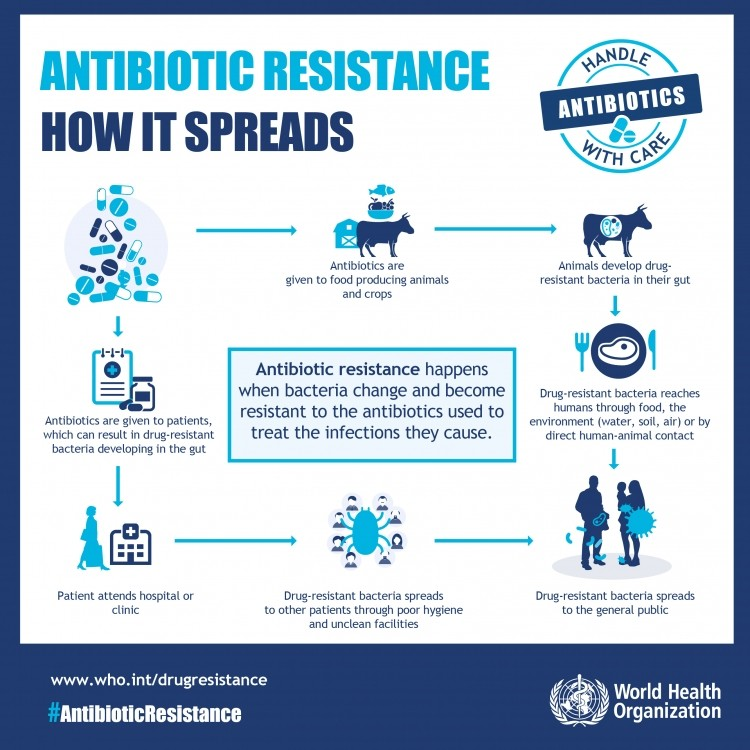 ANTIBIOTIC RESISTANCE
HOW IT SPREADS
HANDLE
ANTIBIOTICS
WITH CARE
Antibiotics are
given to food producing animals
and crops
Animals develop drug-
resistant bacteria in their gut
Antibiotics are given to patients,
which can result in drug-resistant
bacteria developing in the gut
Antibiotic resistance happens
when bacteria change and become
resistant to the antibiotics used to
treat the infections they cause.
Drug-resistant bacteria reaches
humans through food, the
environment (water, soil, air) or by
direct human-animal contact
Patient attends hospital or
clinic
Drug-resistant bacteria spreads
to other patients through poor hygiene
and unclean facilities
Drug-resistant bacteria spreads
to the general public
www.who.int/drugresistance
#AntibioticResistance
World Health
Organization